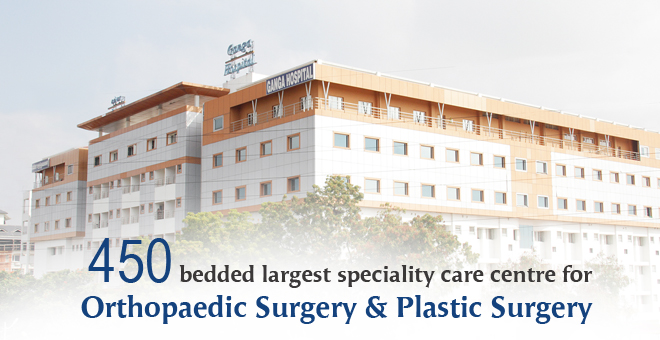 Ganga
Hospital
GANGA HOSPITAL
450 bedded largest speciality care centre for
Orthopaedic Surgery & Plastic Surgery